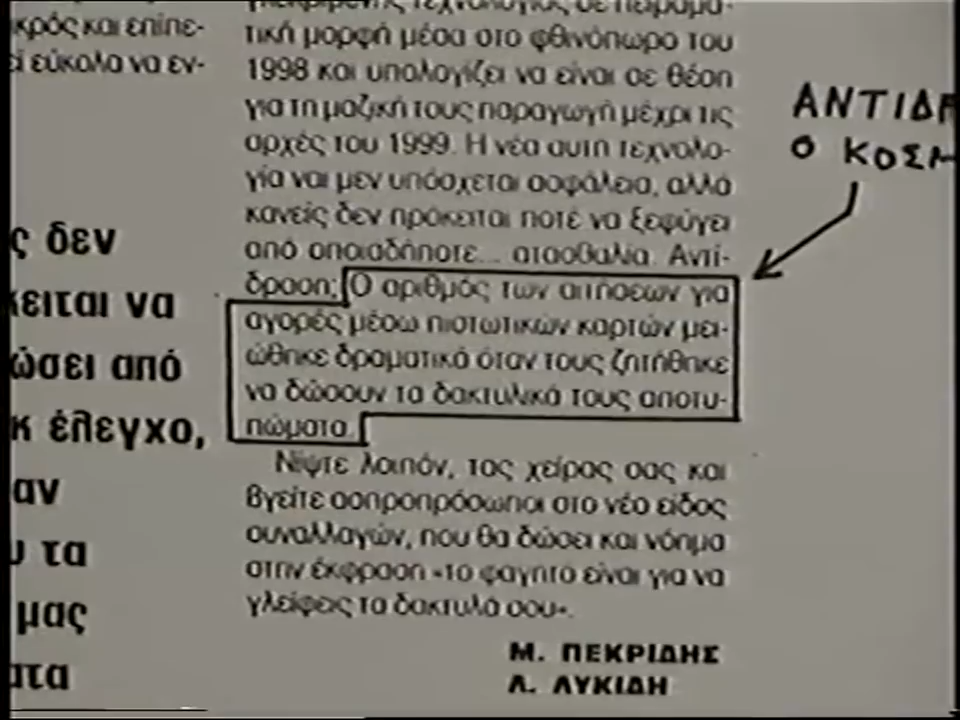 κρός και επίπε-
εί εύκολα να εν-
ς δεν
κειται να
ώσει από
κ έλεγχο,
αν
υ τα
μας
ατα
τεχνολογίας σε πειραμα-
τική μορφή μέσα στο φθινόπωρο του
1998 και υπολογίζει να είναι σε θέση
για τη μαζική τους παραγωγή μέχρι τις
αρχές του 1999. Η νέα αυτή τεχνολο-
γία ναι μεν υπόσχεται ασφάλεια, αλλά
κανείς δεν πρόκειται ποτέ να ξεφύγει
από οποιαδήποτε... ατασθαλία. Αντί-
δραση; Ο αριθμός των αιτήσεων για
αγορές μέσω πιστωτικών καρτών μει-
ώθηκε δραματικά όταν τους ζητήθηκε
να δώσουν τα δακτυλικά τους αποτυ-
πώματα.
Νίψτε λοιπόν, τας χείρας σας και
βγείτε ασπροπρόσωποι στο νέο είδος
συναλλαγών, που θα δώσει και νόημα
στην έκφραση «το φαγητό είναι για να
γλείφεις τα δακτυλά σου».
Μ. ΠΕΚΡΙΔΗΣ
Λ. ΛΥΚΙΔΗ
ΑΝΤΙΔΡ
Ο ΚΟΣΜ